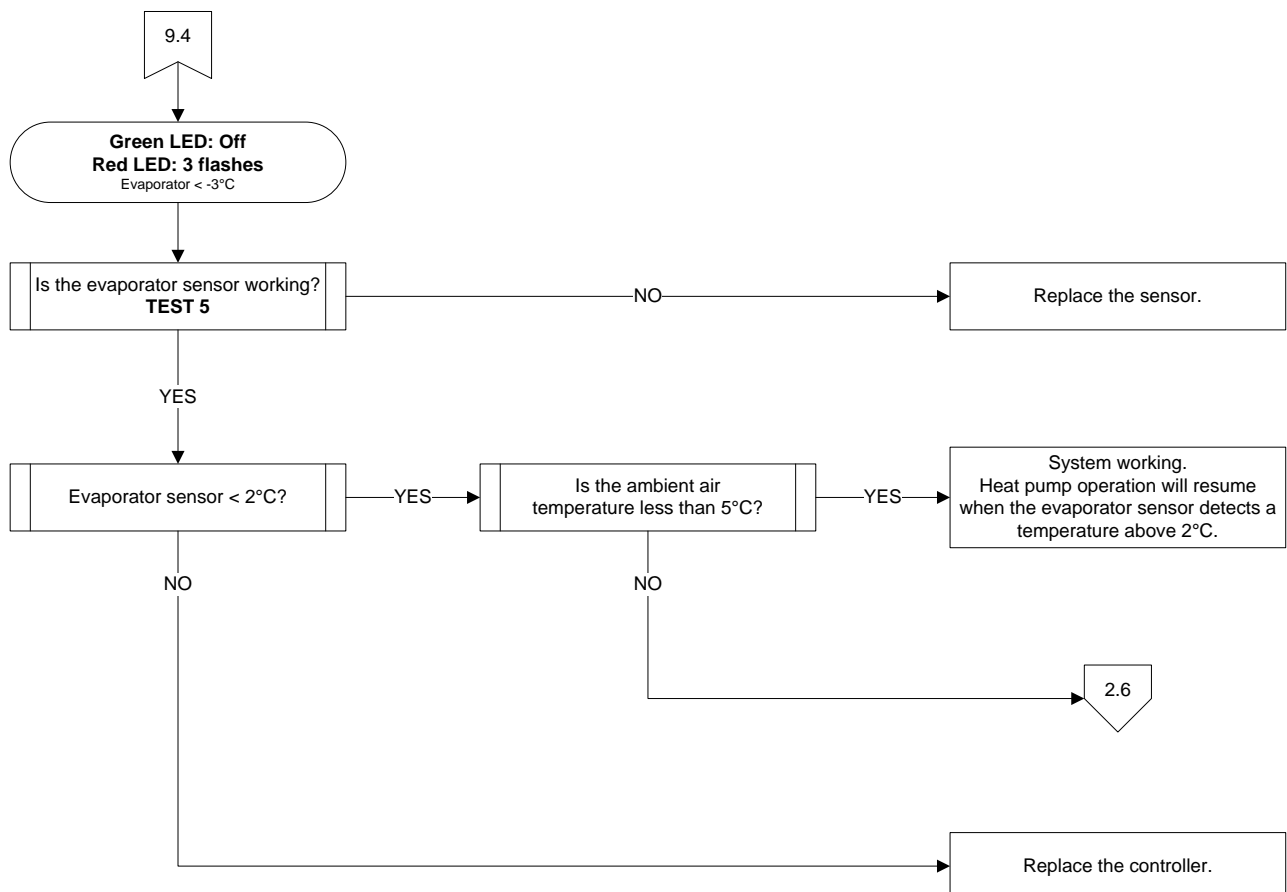 9.4
Green LED: Off
Red LED: 3 flashes
Evaporator < -3°C
Is the evaporator sensor working?
TEST 5
NO
Replace the sensor.
YES
Evaporator sensor < 2°C?
YES
Is the ambient air
temperature less than 5°C?
YES
System working.
Heat pump operation will resume
when the evaporator sensor detects a
temperature above 2°C.
NO
NO
2.6
Replace the controller.